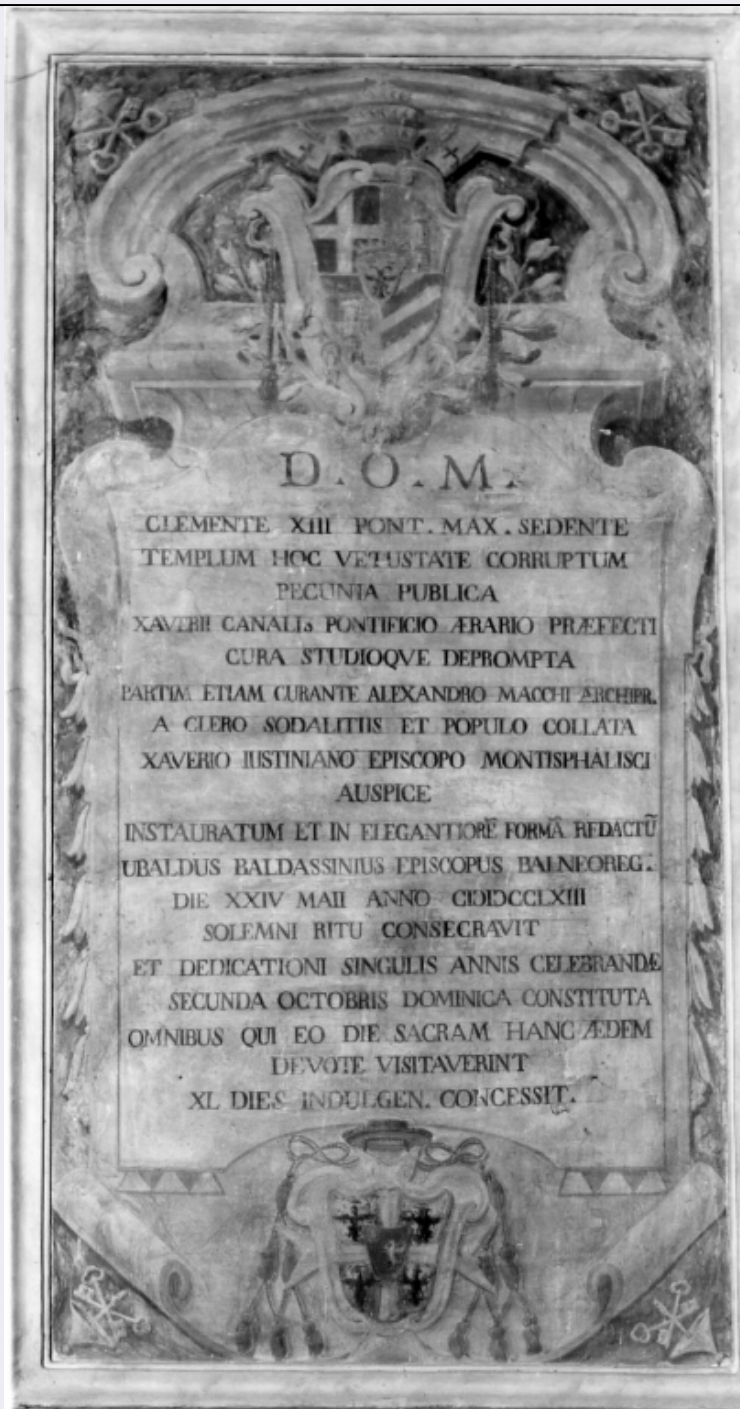 D.O.M.
CLEMENTE XIII PONT. MAX. SEDENTE
TEMPLUM HOC VETUSTATE CORRUPTUM
PECUNIA PUBLICA
XAVERII CANALIS PONTIFICIO ÆRARIO PRÆFECTI
CURA STUDIOQVE DEPROMPTA
PARTIM ETIAM CURANTE ALEXANDRO MACCHI ARCHIPR.
A CLERO SODALITIIS ET POPULO COLLATA
XAVERIO IUSTINIANO EPISCOPO MONTISPHALISCI
AUSPICE
INSTAURATUM ET IN ELEGANTIORĒ FORMÃ REDACTŨ
UBALDUS BALDASSINIUS EPISCOPUS BALNEOREG.
DIE XXIV MAII ANNO CIƆIƆCCLXIII
SOLEMNI RITU CONSECRAVIT
ET DEDICATIONI SINGULIS ANNIS CELEBRANDÆ
SECUNDA OCTOBRIS DOMINICA CONSTITUTA
OMNIBUS QUI EO DIE SACRAM HANC ÆDEM
DEVOTE VISITAVERINT
XL DIES INDULGEN. CONCESSIT.